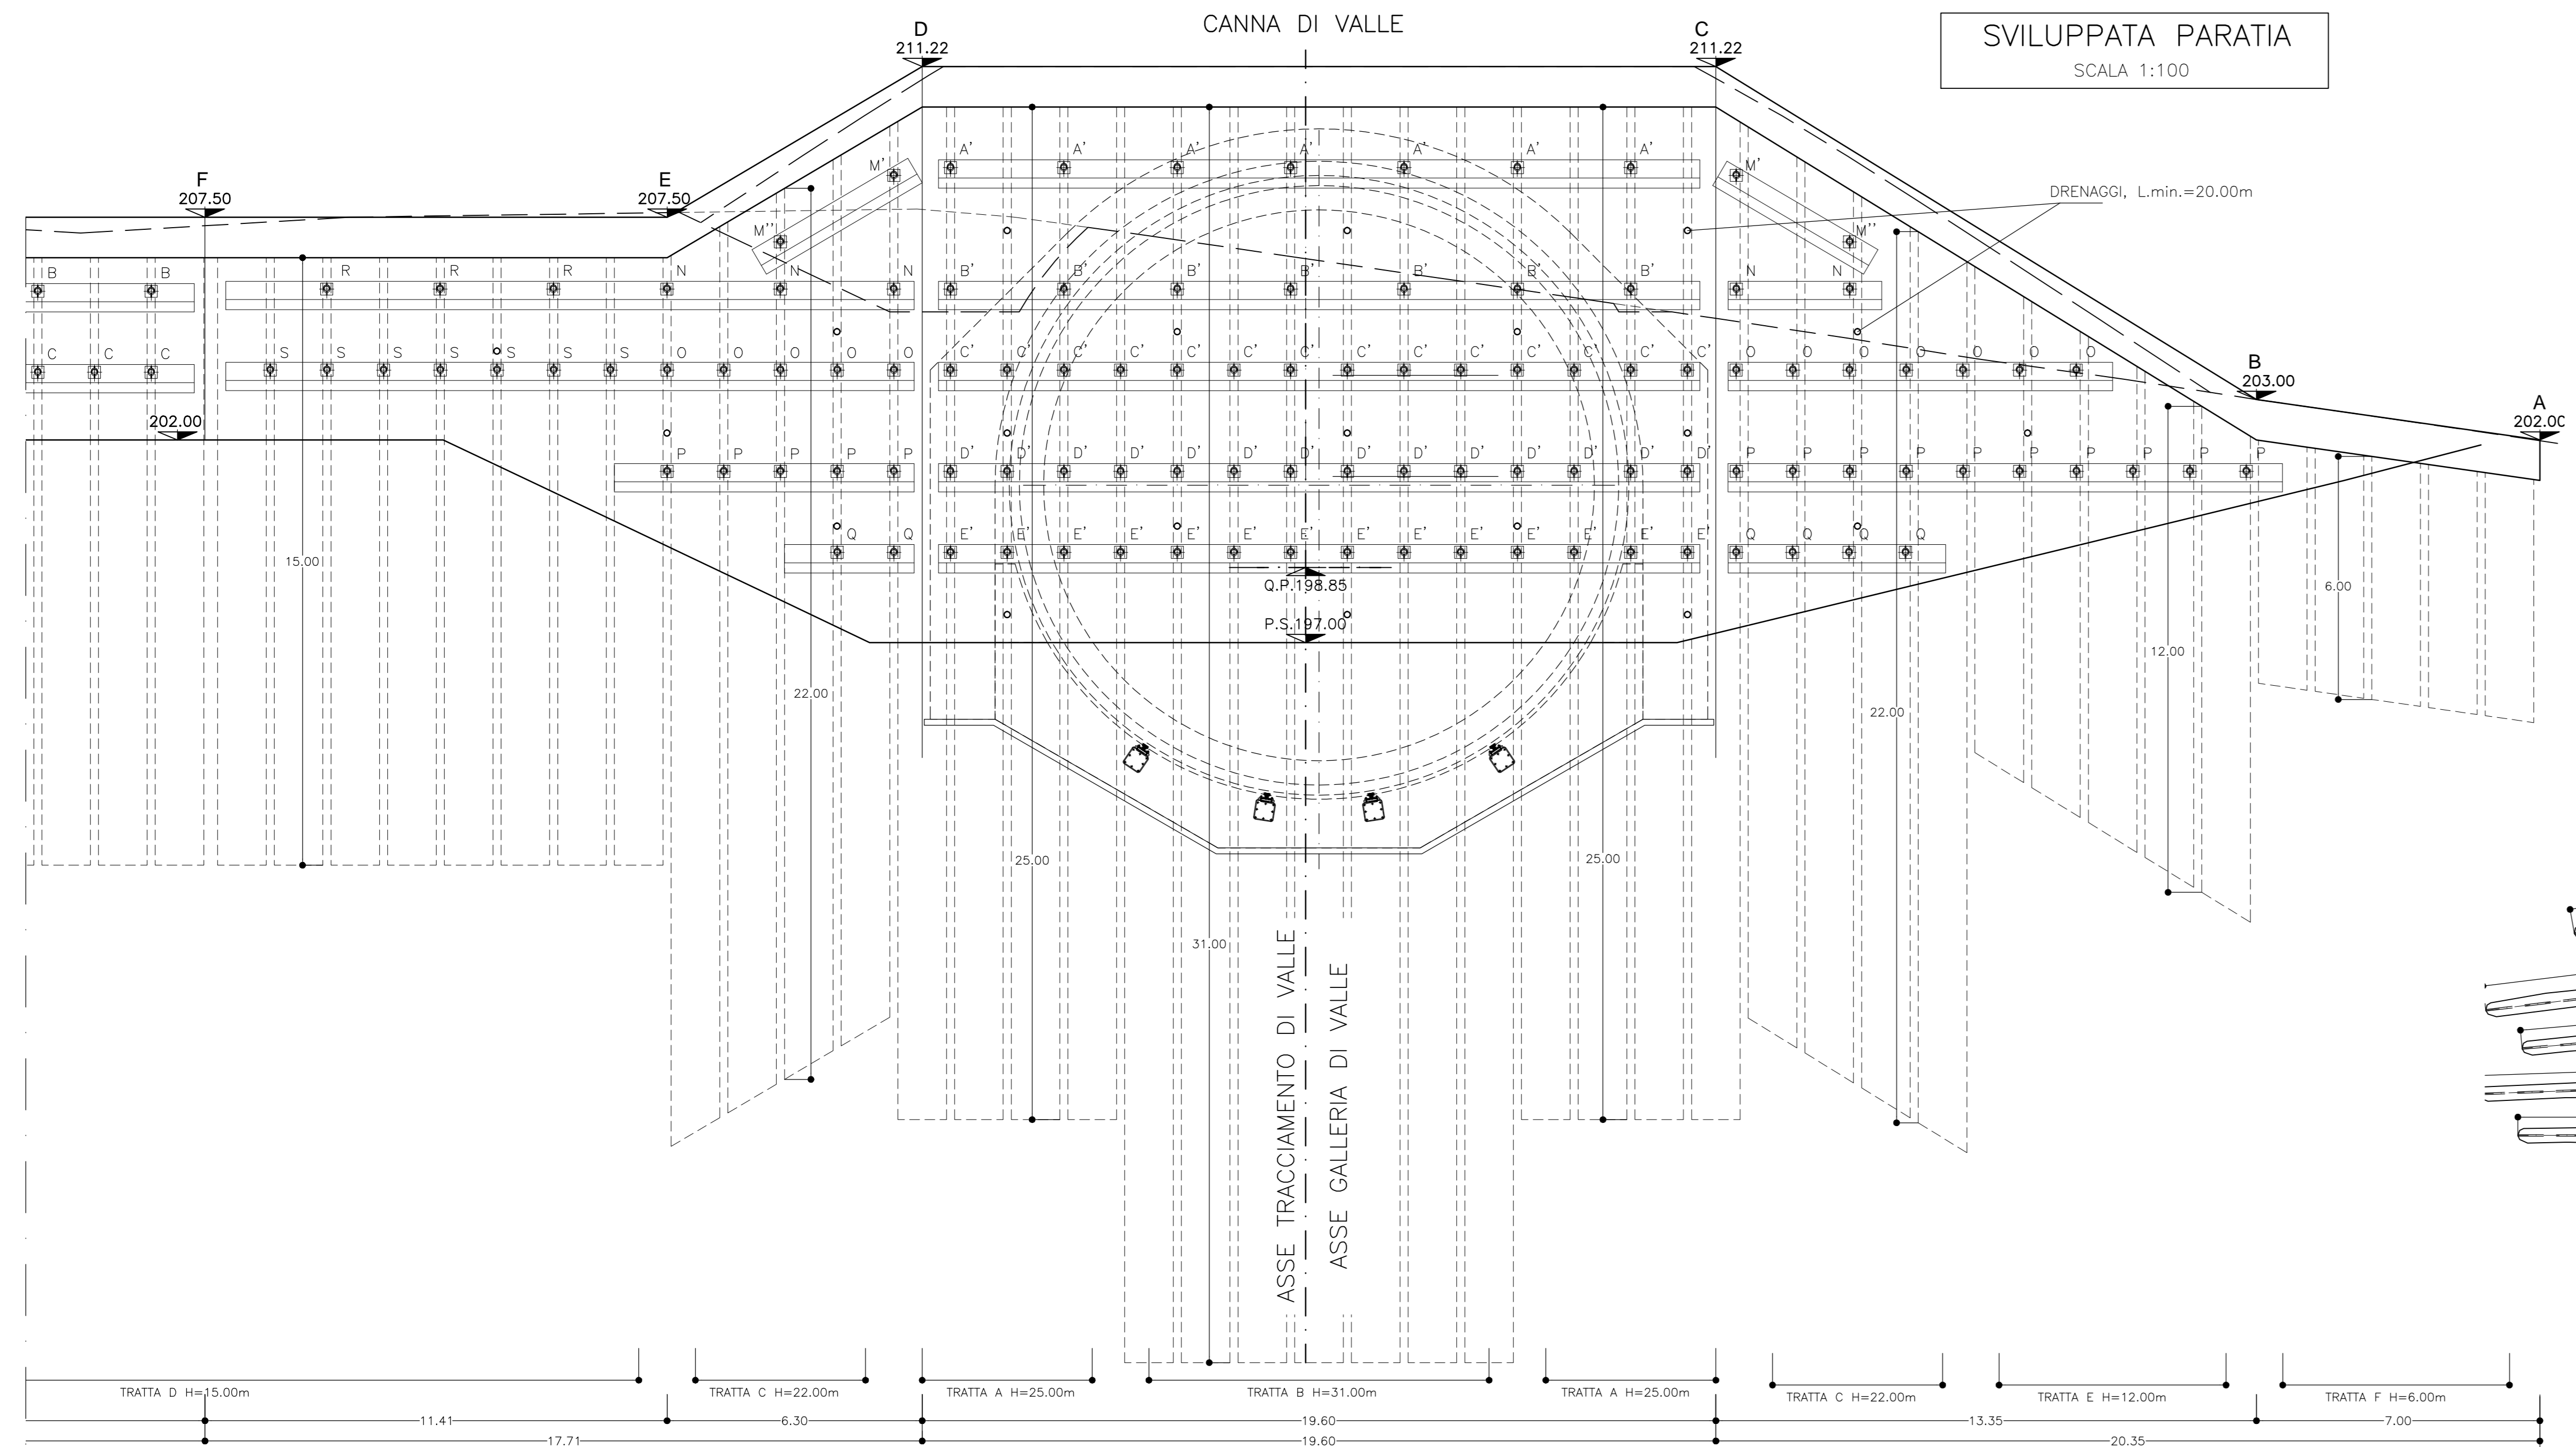 CANNA DI VALLE
SVILUPPATA PARATIA
SCALA 1:100
D
211.22
C
211.22
F
207.50
E
207.50
B
203.00
A
202.00
202.00
DRENAGGI, L.min.=20.00m
A' A' A' A' A' A' A'
M' M'
M'' M''
B B R R R N N N B' B' B' B' B' B' B' N N
C C C S S S S S S S O O O O O C' C' C' C' C' C' C' C' C' C' C' C' C' C' O O O O O O O
P P P P P D' D' D' D' D' D' D' D' D' D' D' D' D' D' P P P P P P P P P P
Q Q E' E' E' E' E' E' E' E' E' E' E' E' E' E' Q Q Q Q
Q.P.198.85
P.S.197.00
15.00
22.00
25.00
31.00
25.00
22.00
12.00
6.00
ASSE TRACCIAMENTO DI VALLE
ASSE GALLERIA DI VALLE
TRATTA D H=15.00m
TRATTA C H=22.00m
TRATTA A H=25.00m
TRATTA B H=31.00m
TRATTA A H=25.00m
TRATTA C H=22.00m
TRATTA E H=12.00m
TRATTA F H=6.00m
11.41
6.30
19.60
13.35
7.00
17.71
19.60
20.35